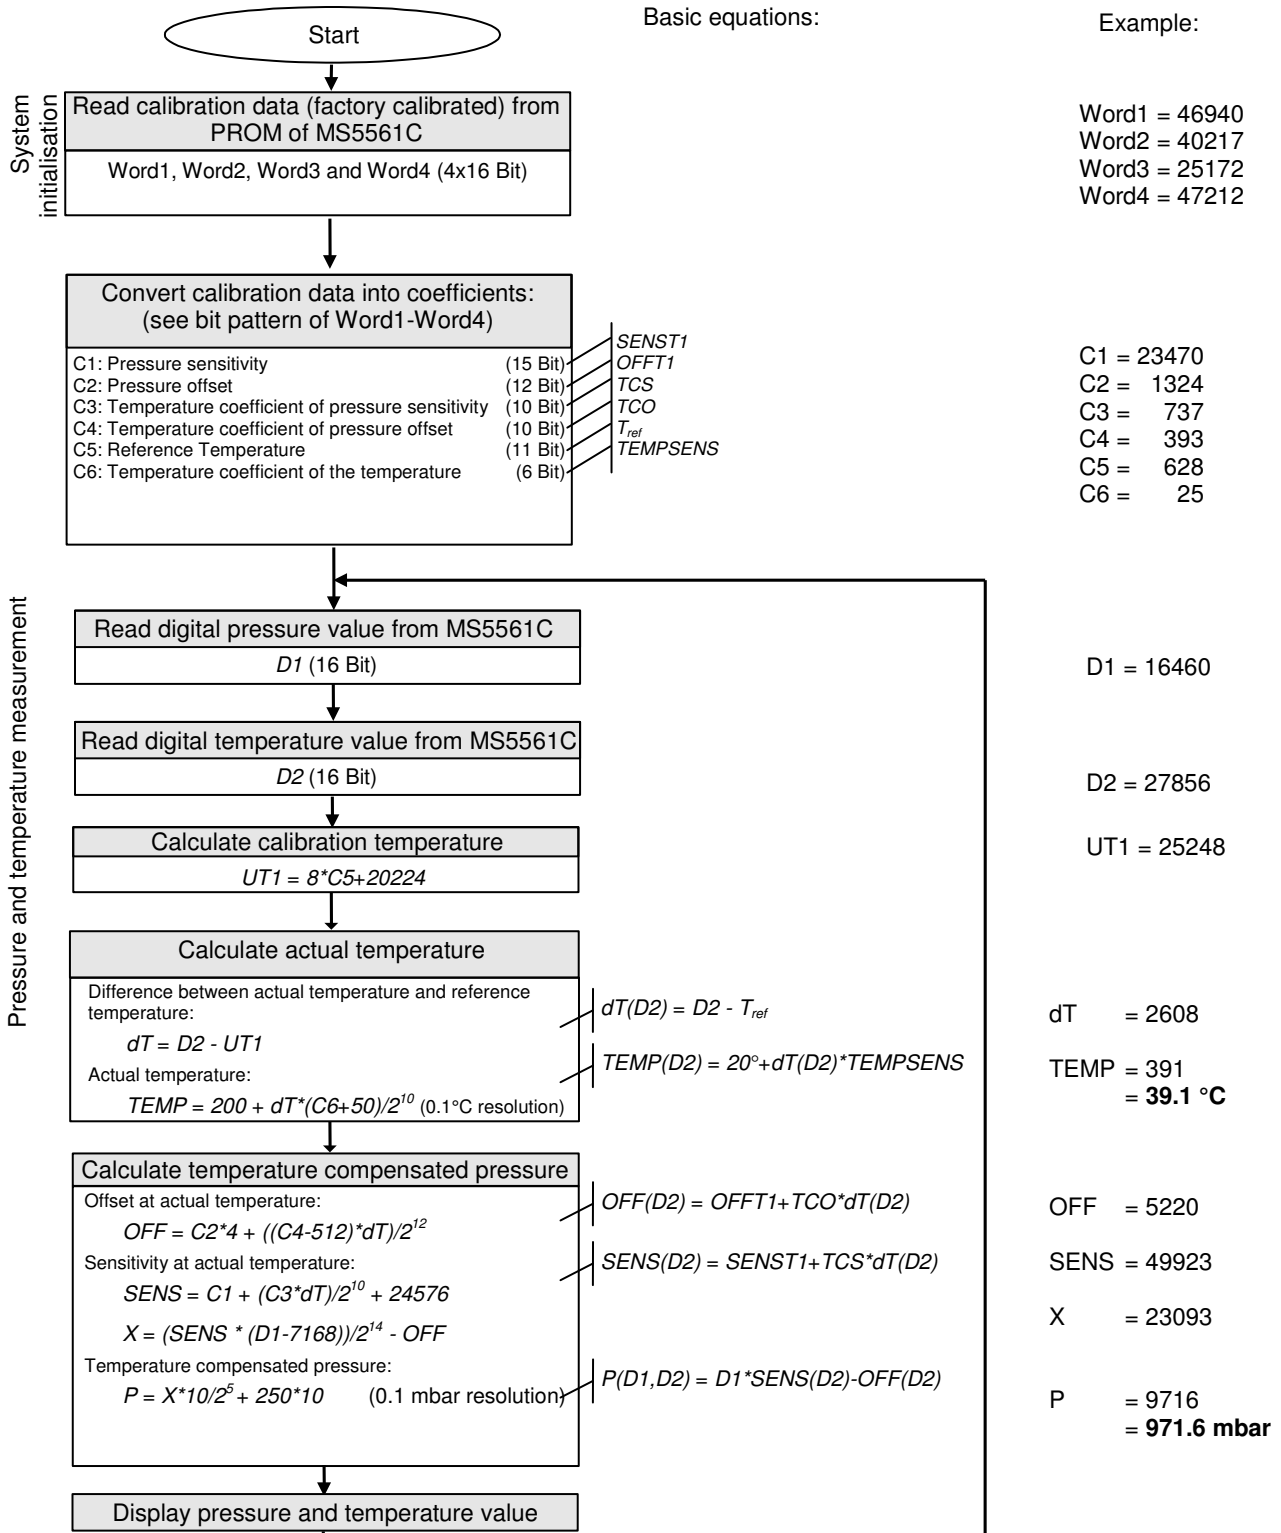 Basic equations:
Example:
Start
System
initialisation
Read calibration data (factory calibrated) from
PROM of MS5561C
Word1, Word2, Word3 and Word4 (4x16 Bit)
Word1 = 46940
Word2 = 40217
Word3 = 25172
Word4 = 47212
Convert calibration data into coefficients:
(see bit pattern of Word1-Word4)
C1: Pressure sensitivity (15 Bit)
C2: Pressure offset (12 Bit)
C3: Temperature coefficient of pressure sensitivity (10 Bit)
C4: Temperature coefficient of pressure offset (10 Bit)
C5: Reference Temperature (11 Bit)
C6: Temperature coefficient of the temperature (6 Bit)
SENST1
OFFT1
TCS
TCO
T_ref
TEMPSENS
C1 = 23470
C2 = 1324
C3 = 737
C4 = 393
C5 = 628
C6 = 25
Pressure and temperature measurement
Read digital pressure value from MS5561C
D1 (16 Bit)
D1 = 16460
Read digital temperature value from MS5561C
D2 (16 Bit)
D2 = 27856
Calculate calibration temperature
UT1 = 8*C5+20224
UT1 = 25248
Calculate actual temperature
Difference between actual temperature and reference
temperature:
dT = D2 - UT1
dT(D2) = D2 - T_ref
dT = 2608
Actual temperature:
TEMP = 200 + dT*(C6+50)/2^10 (0.1°C resolution)
TEMP(D2) = 20°+dT(D2)*TEMPSENS
TEMP = 391
= 39.1 °C
Calculate temperature compensated pressure
Offset at actual temperature:
OFF = C2*4 + ((C4-512)*dT)/2^12
OFF(D2) = OFFT1+TCO*dT(D2)
OFF = 5220
Sensitivity at actual temperature:
SENS = C1 + (C3*dT)/2^10 + 24576
SENS(D2) = SENST1+TCS*dT(D2)
SENS = 49923
X = (SENS * (D1-7168))/2^14 - OFF
X = 23093
Temperature compensated pressure:
P = X*10/2^5 + 250*10 (0.1 mbar resolution)
P(D1,D2) = D1*SENS(D2)-OFF(D2)
P = 9716
= 971.6 mbar
Display pressure and temperature value